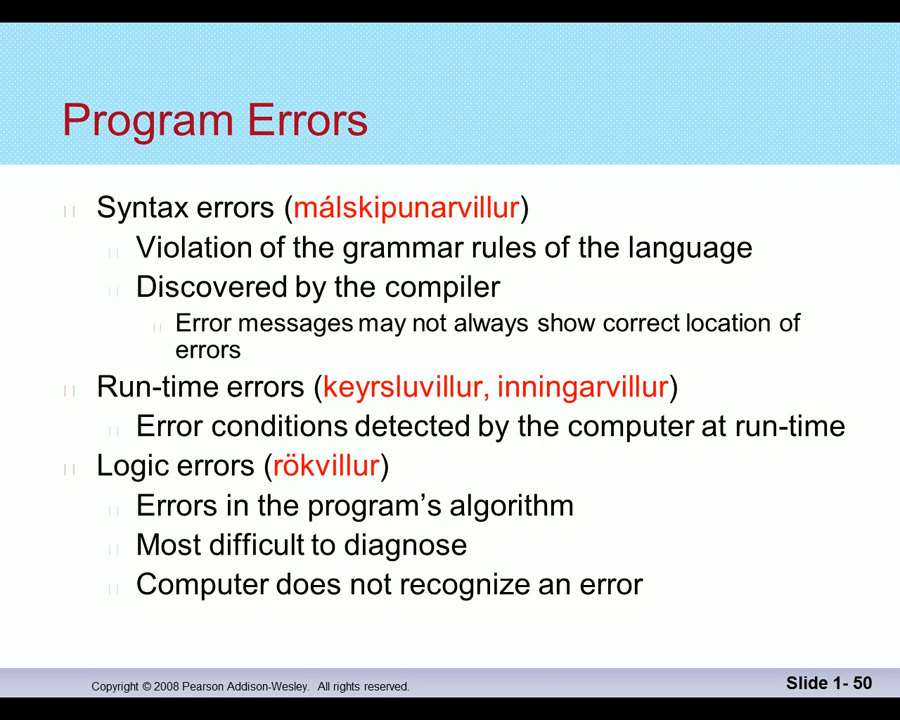 Program Errors
Syntax errors (málskipunarvillur)
Violation of the grammar rules of the language
Discovered by the compiler
Error messages may not always show correct location of
errors
Run-time errors (keyrsluvillur, inningarvillur)
Error conditions detected by the computer at run-time
Logic errors (rökvillur)
Errors in the program’s algorithm
Most difficult to diagnose
Computer does not recognize an error
Copyright © 2008 Pearson Addison-Wesley. All rights reserved.
Slide 1- 50